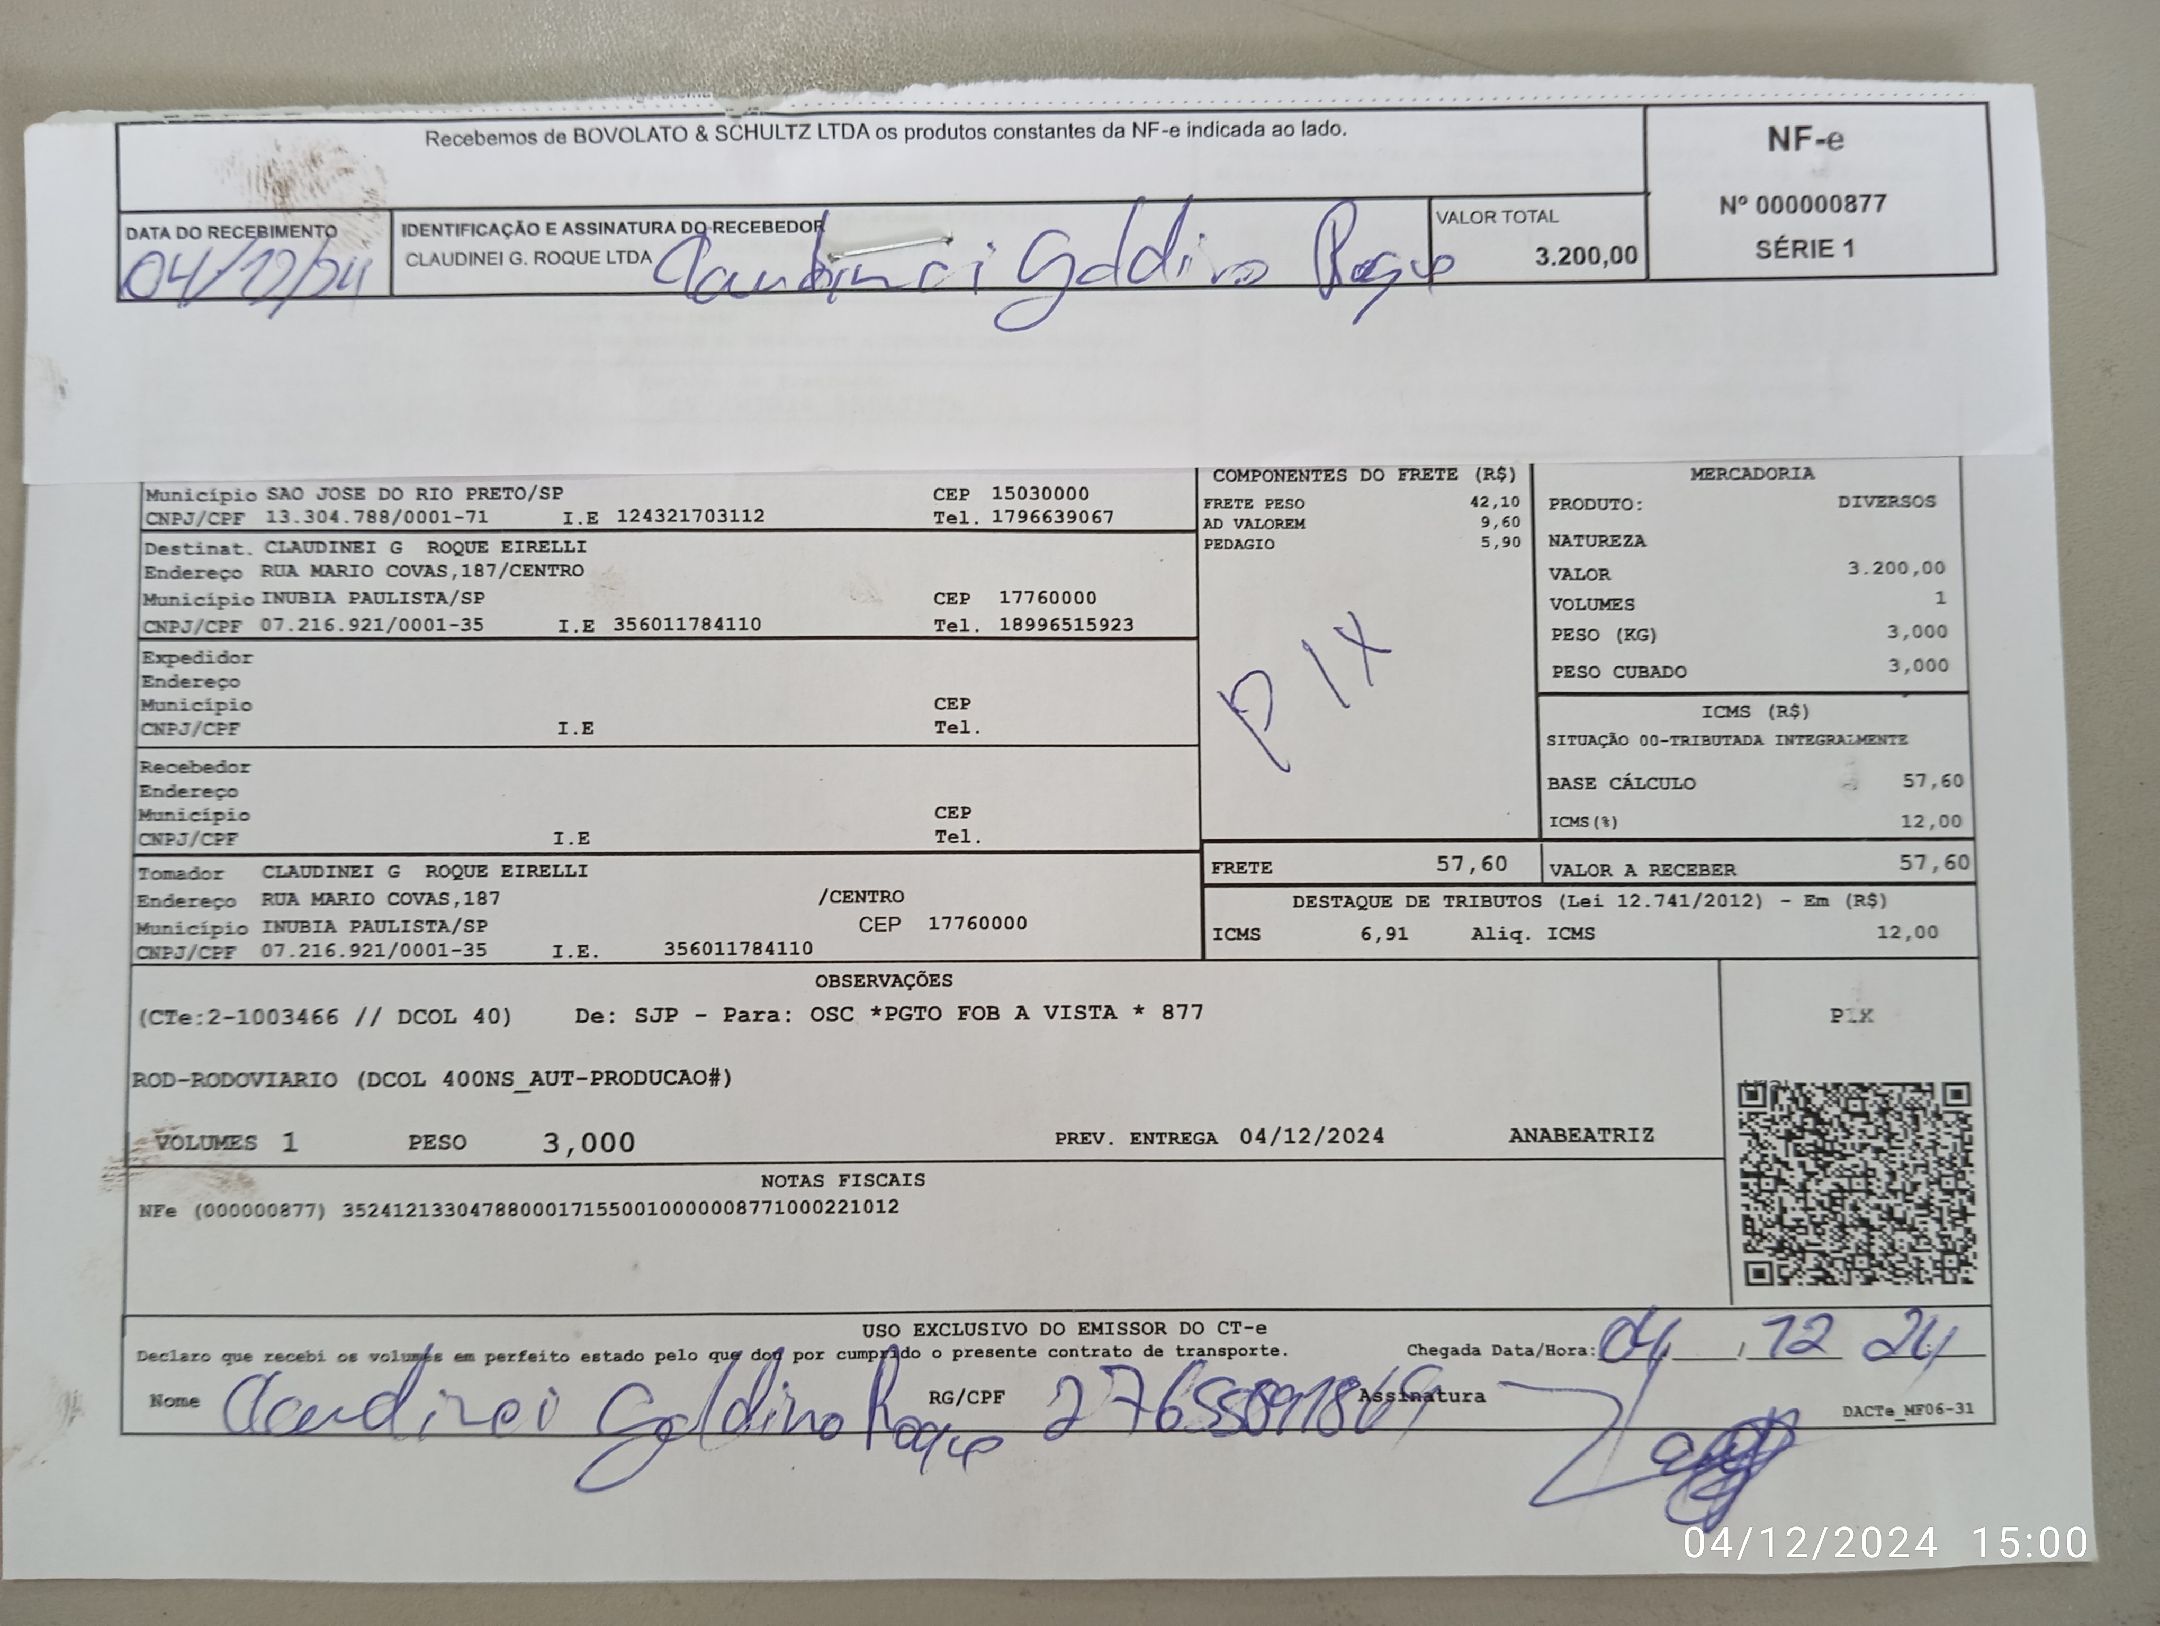 Recebemos de BOVOLATO & SCHULTZ LTDA os produtos constantes da NF-e indicada ao lado.
NF-e
Nº 000000877
SÉRIE 1
DATA DO RECEBIMENTO
04/12/24
IDENTIFICAÇÃO E ASSINATURA DO RECEBEDOR
CLAUDINEI G. ROQUE LTDA
Claudinei Galdino Roque
VALOR TOTAL
3.200,00
Município SAO JOSE DO RIO PRETO/SP CEP 15030000
CNPJ/CPF 13.304.788/0001-71 I.E 124321703112 Tel. 1796639067
Destinat. CLAUDINEI G ROQUE EIRELLI
Endereço RUA MARIO COVAS,187/CENTRO
Município INUBIA PAULISTA/SP CEP 17760000
CNPJ/CPF 07.216.921/0001-35 I.E 356011784110 Tel. 18996515923
Expedidor
Endereço
Município CEP
CNPJ/CPF I.E Tel.
Recebedor
Endereço
Município CEP
CNPJ/CPF I.E Tel.
Tomador CLAUDINEI G ROQUE EIRELLI
Endereço RUA MARIO COVAS,187 /CENTRO
Município INUBIA PAULISTA/SP CEP 17760000
CNPJ/CPF 07.216.921/0001-35 I.E. 356011784110
COMPONENTES DO FRETE (R$)
FRETE PESO 42,10
AD VALOREM 9,60
PEDAGIO 5,90
PIX
FRETE 57,60
MERCADORIA
PRODUTO: DIVERSOS
NATUREZA
VALOR 3.200,00
VOLUMES 1
PESO (KG) 3,000
PESO CUBADO 3,000
ICMS (R$)
SITUAÇÃO 00-TRIBUTADA INTEGRALMENTE
BASE CÁLCULO 57,60
ICMS(%) 12,00
VALOR A RECEBER 57,60
DESTAQUE DE TRIBUTOS (Lei 12.741/2012) - Em (R$)
ICMS 6,91 Aliq. ICMS 12,00
OBSERVAÇÕES
(CTe:2-1003466 // DCOL 40) De: SJP - Para: OSC *PGTO FOB A VISTA * 877
ROD-RODOVIARIO (DCOL 400NS_AUT-PRODUCAO#)
VOLUMES 1 PESO 3,000 PREV. ENTREGA 04/12/2024 ANABEATRIZ
PIX
NOTAS FISCAIS
NFe (000000877) 35241213304788000171550010000008771000221012
USO EXCLUSIVO DO EMISSOR DO CT-e
Declaro que recebi os volumes em perfeito estado pelo que dou por cumprido o presente contrato de transporte. Chegada Data/Hora: 04 / 12 24
Nome Claudinei Galdino Roque RG/CPF 27655891869 Assinatura
DACTe_MF06-31
04/12/2024 15:00